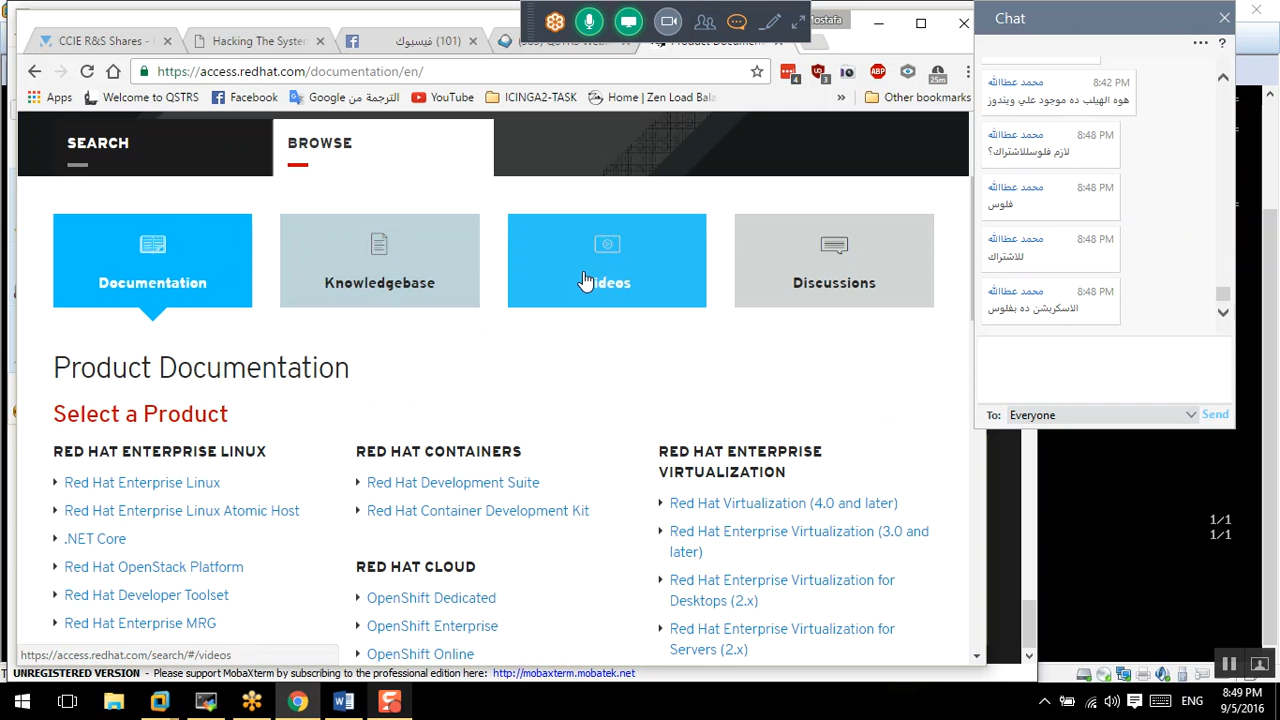 Mostafa
CCIE R&S Shares -
Hacking The System
(101) فيسبوك
Product Docum
https://access.redhat.com/documentation/en/
4
3
ABP
25m
Apps
Welcome to QSTRS
Facebook
الترجمة من Google
YouTube
ICINGA2-TASK
Home | Zen Load Bala
»
Other bookmarks
SEARCH
BROWSE
Documentation
Knowledgebase
Discussions
Product Documentation
Select a Product
RED HAT ENTERPRISE LINUX
Red Hat Enterprise Linux
Red Hat Enterprise Linux Atomic Host
.NET Core
Red Hat OpenStack Platform
Red Hat Developer Toolset
Red Hat Enterprise MRG
RED HAT CONTAINERS
Red Hat Development Suite
Red Hat Container Development Kit
RED HAT CLOUD
OpenShift Dedicated
OpenShift Enterprise
OpenShift Online
RED HAT ENTERPRISE
VIRTUALIZATION
Red Hat Virtualization (4.0 and later)
Red Hat Enterprise Virtualization (3.0 and
later)
Red Hat Enterprise Virtualization for
Desktops (2.x)
Red Hat Enterprise Virtualization for
Servers (2.x)
https://access.redhat.com/search/#/videos
Chat
?
محمد عطاالله 8:42 PM
هوه الهيلب ده موجود علي ويندوز
محمد عطاالله 8:48 PM
لازم فلوسللاشتراك؟
محمد عطاالله 8:48 PM
فلوس
محمد عطاالله 8:48 PM
للاشتراك
محمد عطاالله 8:48 PM
الاسكربشن ده بفلوس
To: Everyone Send
1/1
1/1
UNREGISTERED VERSION - Please support MobaXterm by subscribing to the professional edition here: http://mobaxterm.mobatek.net
ENG
8:49 PM
9/5/2016